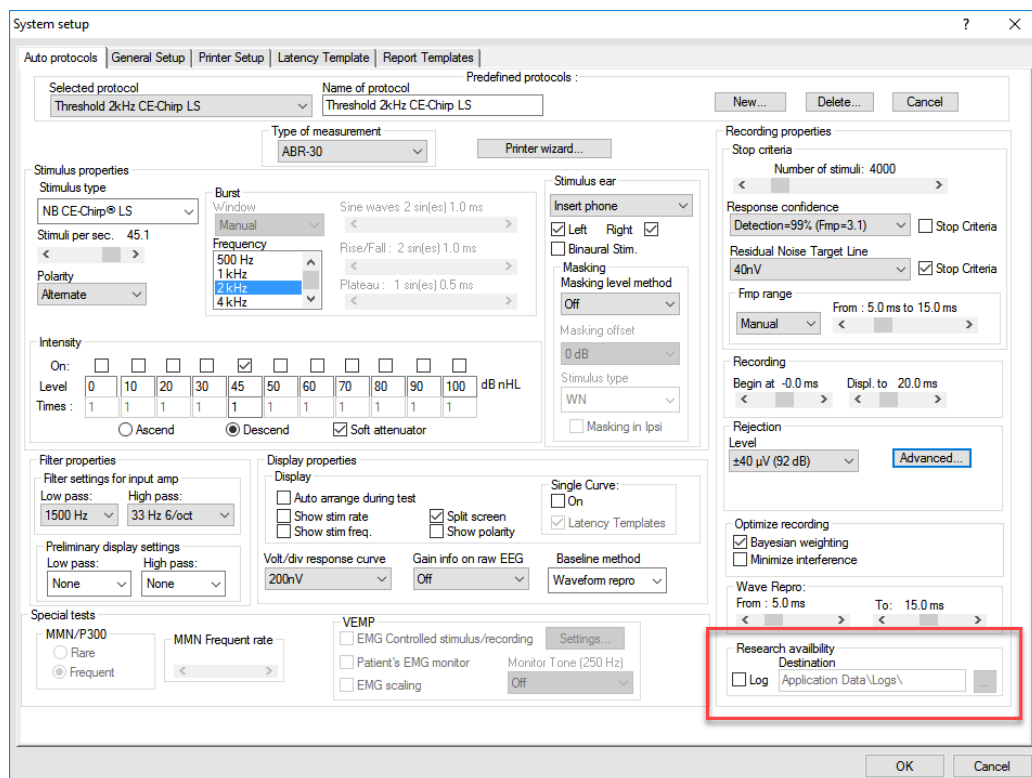 System setup
? ×
Auto protocols General Setup Printer Setup Latency Template Report Templates
Predefined protocols :
Selected protocol
Threshold 2kHz CE-Chirp LS
Name of protocol
Threshold 2kHz CE-Chirp LS
New... Delete... Cancel
Type of measurement
ABR-30
Printer wizard...
Stimulus properties
Stimulus type
NB CE-Chirp® LS
Stimuli per sec. 45.1
Polarity
Alternate
Burst
Window
Manual
Frequency
500 Hz
1 kHz
2 kHz
4 kHz
Sine waves 2 sin(es) 1.0 ms
Rise/Fall : 2 sin(es) 1.0 ms
Plateau : 1 sin(es) 0.5 ms
Intensity
On:
Level 0 10 20 30 45 50 60 70 80 90 100 dB nHL
Times : 1 1 1 1 1 1 1 1 1 1 1
Ascend Descend Soft attenuator
Stimulus ear
Insert phone
Left Right
Binaural Stim.
Masking
Masking level method
Off
Masking offset
0 dB
Stimulus type
WN
Masking in Ipsi
Recording properties
Stop criteria
Number of stimuli: 4000
Response confidence
Detection=99% (Fmp=3.1) Stop Criteria
Residual Noise Target Line
40nV Stop Criteria
Fmp range
Manual
From : 5.0 ms to 15.0 ms
Recording
Begin at -0.0 ms Displ. to 20.0 ms
Rejection
Level
±40 µV (92 dB) Advanced...
Optimize recording
Bayesian weighting
Minimize interference
Wave Repro:
From : 5.0 ms To: 15.0 ms
Research availbility
Destination
Log Application Data\Logs\ ...
Filter properties
Filter settings for input amp
Low pass: High pass:
1500 Hz 33 Hz 6/oct
Preliminary display settings
Low pass: High pass:
None None
Display properties
Display
Auto arrange during test
Show stim rate Split screen
Show stim freq. Show polarity
Single Curve:
On
Latency Templates
Volt/div response curve Gain info on raw EEG Baseline method
200nV Off Waveform repro
Special tests
MMN/P300
Rare
Frequent
MMN Frequent rate
VEMP
EMG Controlled stimulus/recording Settings...
Patient's EMG monitor Monitor Tone (250 Hz)
EMG scaling Off
OK Cancel